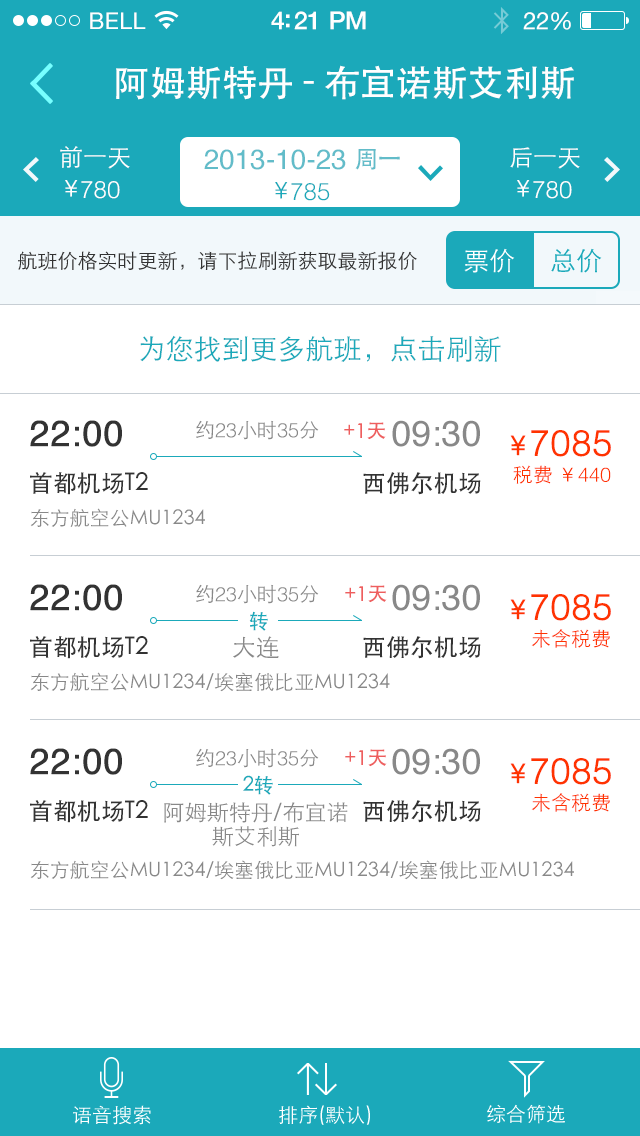 BELL 4:21 PM 22%
阿姆斯特丹 - 布宜诺斯艾利斯
前一天 2013-10-23 周一 后一天
¥780 ¥785 ¥780
航班价格实时更新，请下拉刷新获取最新报价 票价 总价
为您找到更多航班，点击刷新
22:00 约23小时35分 +1天 09:30 ¥7085
首都机场T2 西佛尔机场 税费 ¥440
东方航空公MU1234
22:00 约23小时35分 +1天 09:30 ¥7085
转 未含税费
首都机场T2 大连 西佛尔机场
东方航空公MU1234/埃塞俄比亚MU1234
22:00 约23小时35分 +1天 09:30 ¥7085
2转 未含税费
首都机场T2 阿姆斯特丹/布宜诺 西佛尔机场
斯艾利斯
东方航空公MU1234/埃塞俄比亚MU1234/埃塞俄比亚MU1234
语音搜索 排序(默认) 综合筛选